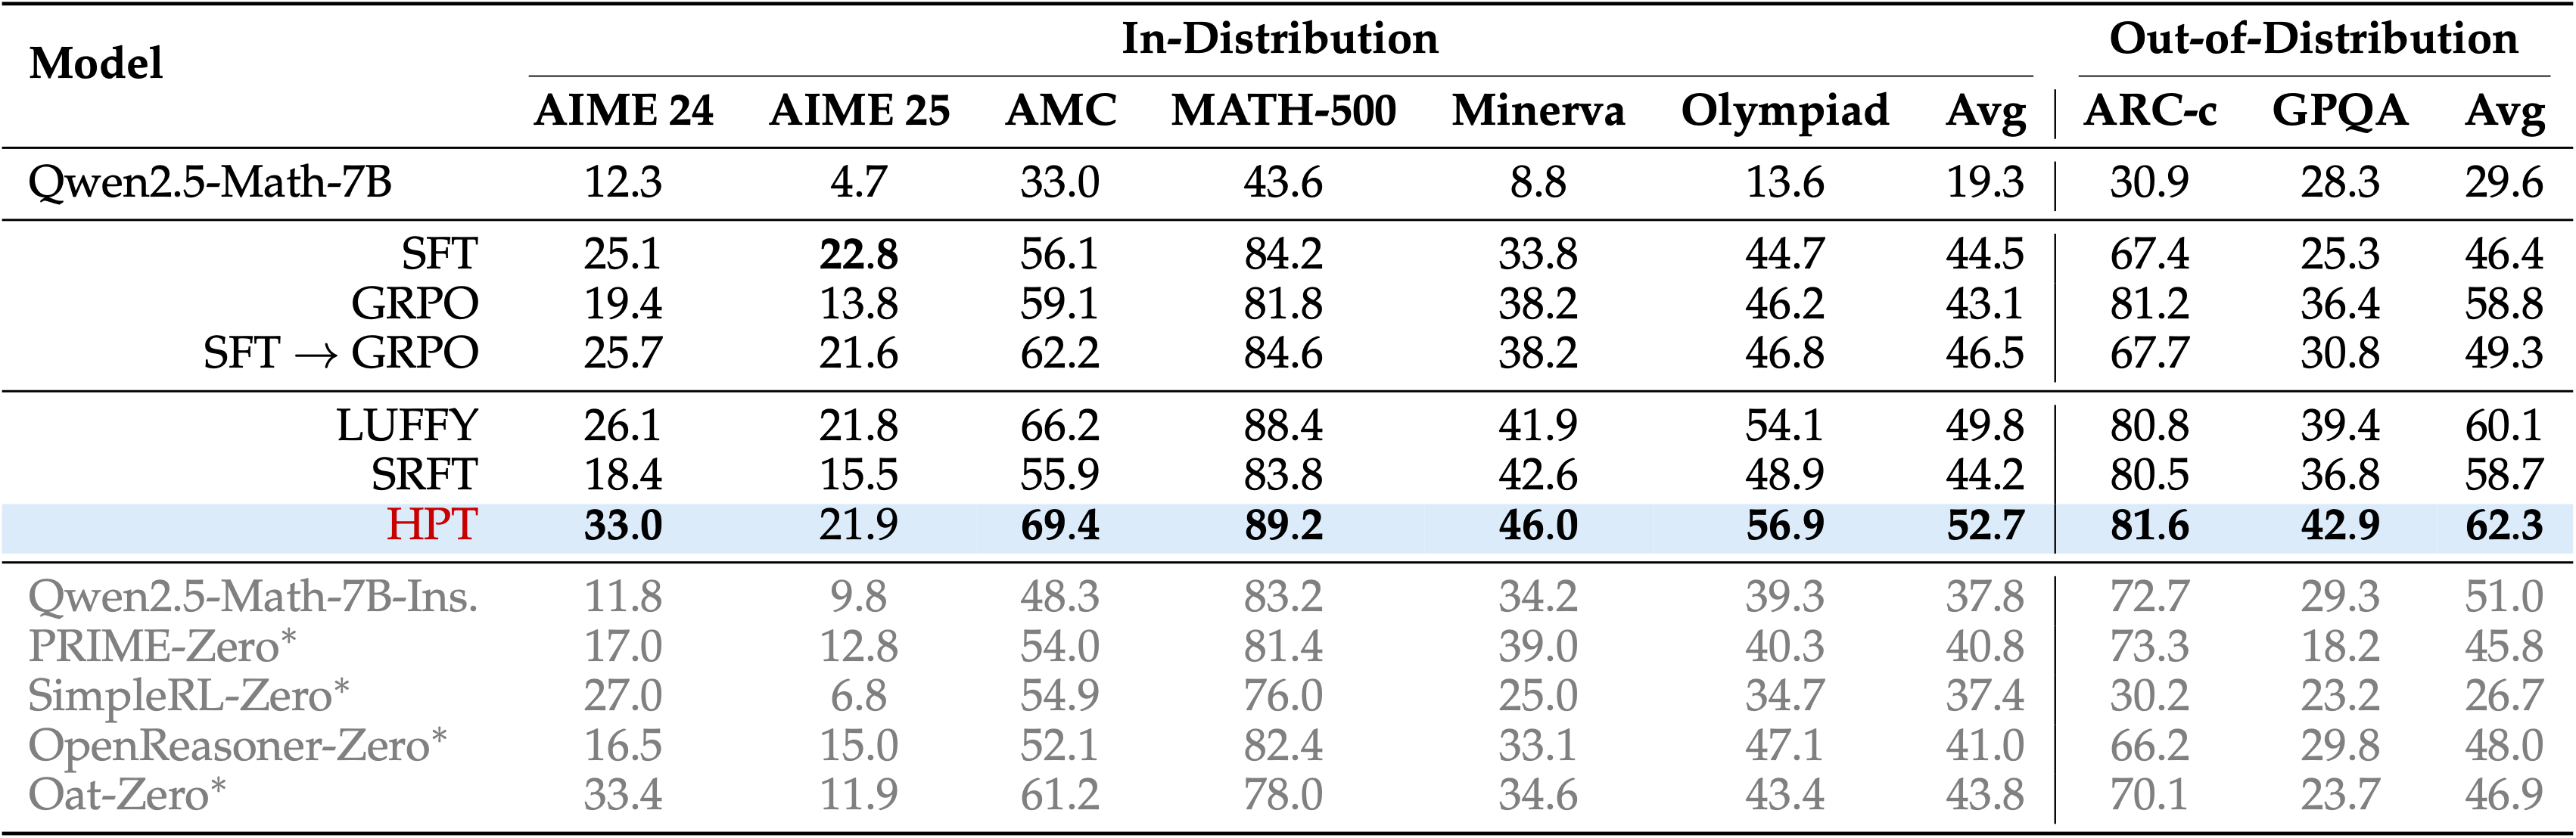 In-Distribution Out-of-Distribution
Model
AIME 24 AIME 25 AMC MATH-500 Minerva Olympiad Avg ARC-c GPQA Avg
Qwen2.5-Math-7B 12.3 4.7 33.0 43.6 8.8 13.6 19.3 30.9 28.3 29.6
SFT 25.1 22.8 56.1 84.2 33.8 44.7 44.5 67.4 25.3 46.4
GRPO 19.4 13.8 59.1 81.8 38.2 46.2 43.1 81.2 36.4 58.8
SFT → GRPO 25.7 21.6 62.2 84.6 38.2 46.8 46.5 67.7 30.8 49.3
LUFFY 26.1 21.8 66.2 88.4 41.9 54.1 49.8 80.8 39.4 60.1
SRFT 18.4 15.5 55.9 83.8 42.6 48.9 44.2 80.5 36.8 58.7
HPT 33.0 21.9 69.4 89.2 46.0 56.9 52.7 81.6 42.9 62.3
Qwen2.5-Math-7B-Ins. 11.8 9.8 48.3 83.2 34.2 39.3 37.8 72.7 29.3 51.0
PRIME-Zero* 17.0 12.8 54.0 81.4 39.0 40.3 40.8 73.3 18.2 45.8
SimpleRL-Zero* 27.0 6.8 54.9 76.0 25.0 34.7 37.4 30.2 23.2 26.7
OpenReasoner-Zero* 16.5 15.0 52.1 82.4 33.1 47.1 41.0 66.2 29.8 48.0
Oat-Zero* 33.4 11.9 61.2 78.0 34.6 43.4 43.8 70.1 23.7 46.9